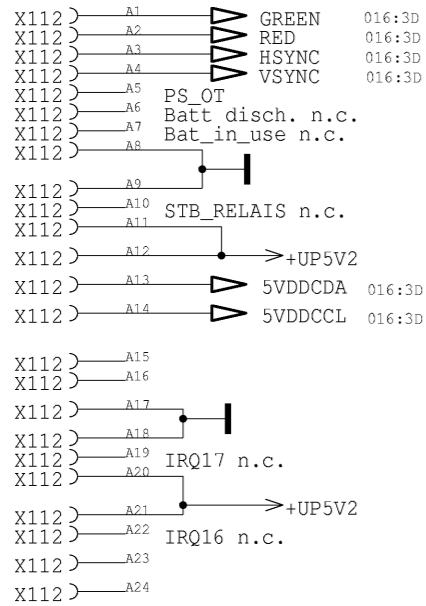 X112 A1 GREEN 016:3D
X112 A2 RED 016:3D
X112 A3 HSYNC 016:3D
X112 A4 VSYNC 016:3D
X112 A5 PS_OT
X112 A6 Batt disch. n.c.
X112 A7 Bat_in_use n.c.
X112 A8
X112 A9
X112 A10 STB_RELAIS n.c.
X112 A11
X112 A12 +UP5V2
X112 A13 5VDDCDA 016:3D
X112 A14 5VDDCCL 016:3D
X112 A15
X112 A16
X112 A17
X112 A18
X112 A19 IRQ17 n.c.
X112 A20
X112 A21 +UP5V2
X112 A22 IRQ16 n.c.
X112 A23
X112 A24